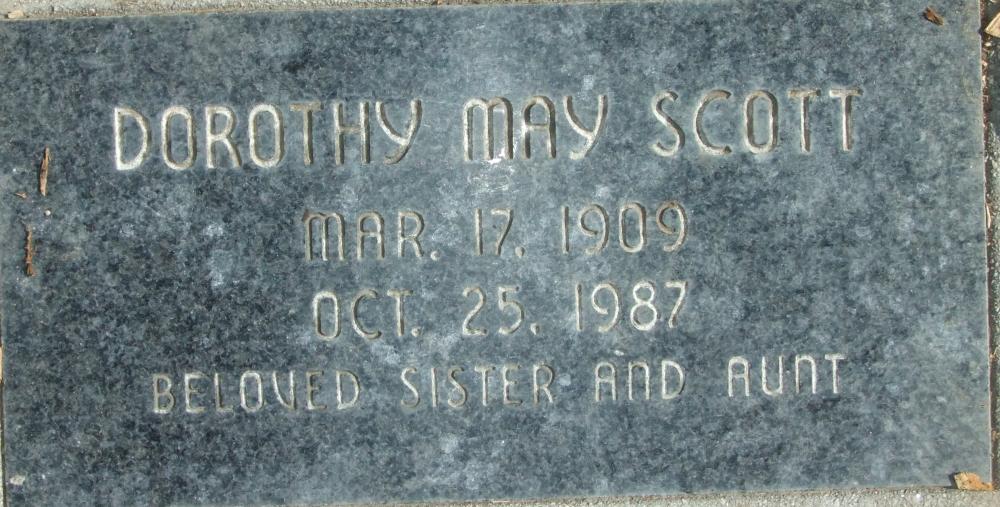 DOROTHY MAY SCOTT
MAR. 17, 1909
OCT. 25, 1987
BELOVED SISTER AND AUNT